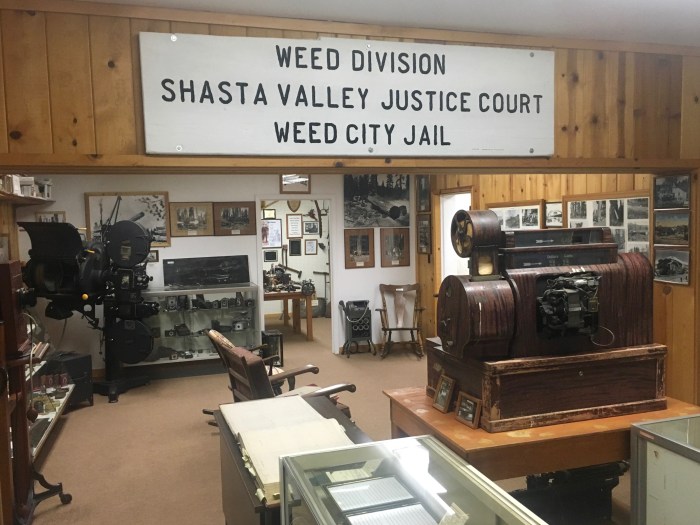 WEED DIVISION
SHASTA VALLEY JUSTICE COURT
WEED CITY JAIL